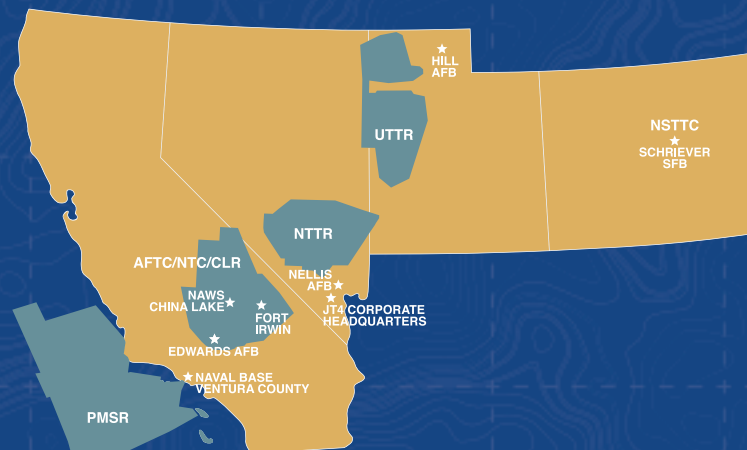 HILL
AFB
UTTR
NSTTC
SCHRIEVER
SFB
NTTR
AFTC/NTC/CLR
NELLIS
AFB
NAWS
CHINA LAKE
FORT
IRWIN
JT4 CORPORATE
HEADQUARTERS
EDWARDS AFB
NAVAL BASE
VENTURA COUNTY
PMSR